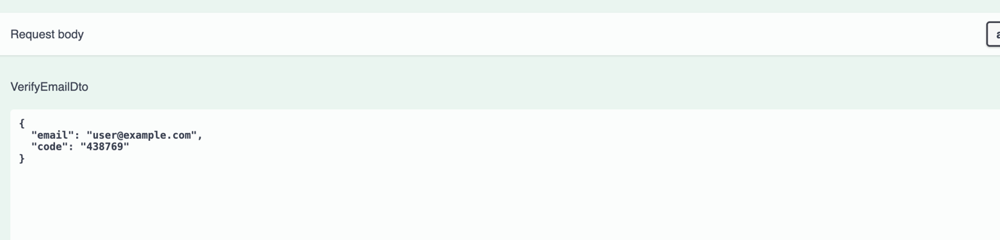 Request body
VerifyEmailDto
{
  "email": "user@example.com",
  "code": "438769"
}